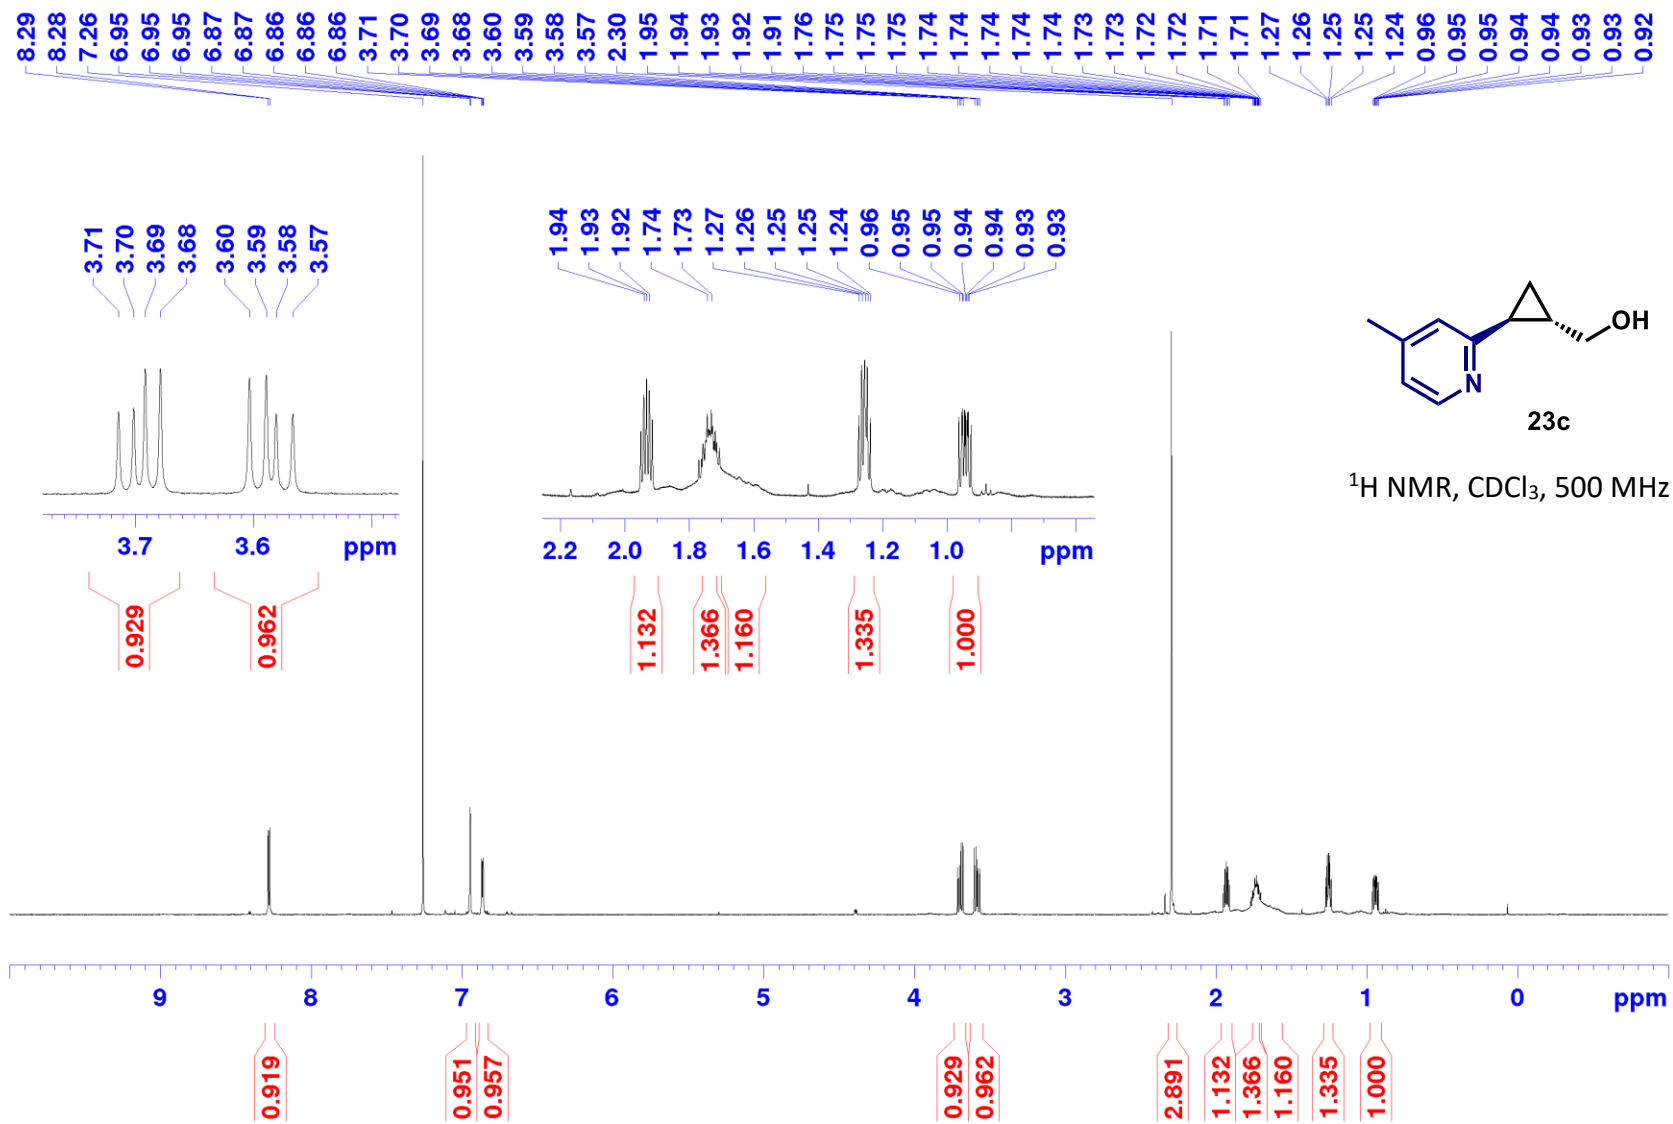 8.29 8.28 7.26 6.95 6.95 6.95 6.87 6.87 6.86 6.86 6.86 3.71 3.70 3.69 3.68 3.60 3.59 3.58 3.57 2.30 1.95 1.94 1.93 1.92 1.91 1.76 1.75 1.75 1.75 1.74 1.74 1.74 1.74 1.74 1.73 1.73 1.72 1.72 1.71 1.71 1.27 1.26 1.25 1.25 1.24 0.96 0.95 0.95 0.94 0.94 0.93 0.93 0.92
3.71 3.70 3.69 3.68 3.60 3.59 3.58 3.57
1.94 1.93 1.92 1.74 1.73 1.27 1.26 1.25 1.25 1.24 0.96 0.95 0.95 0.94 0.94 0.93 0.93
OH
N
23c
¹H NMR, CDCl₃, 500 MHz
3.7 3.6 ppm
2.2 2.0 1.8 1.6 1.4 1.2 1.0 ppm
0.929 0.962
1.132 1.366 1.160 1.335 1.000
9 8 7 6 5 4 3 2 1 0 ppm
0.919 0.951 0.957 0.929 0.962 2.891 1.132 1.366 1.160 1.335 1.000